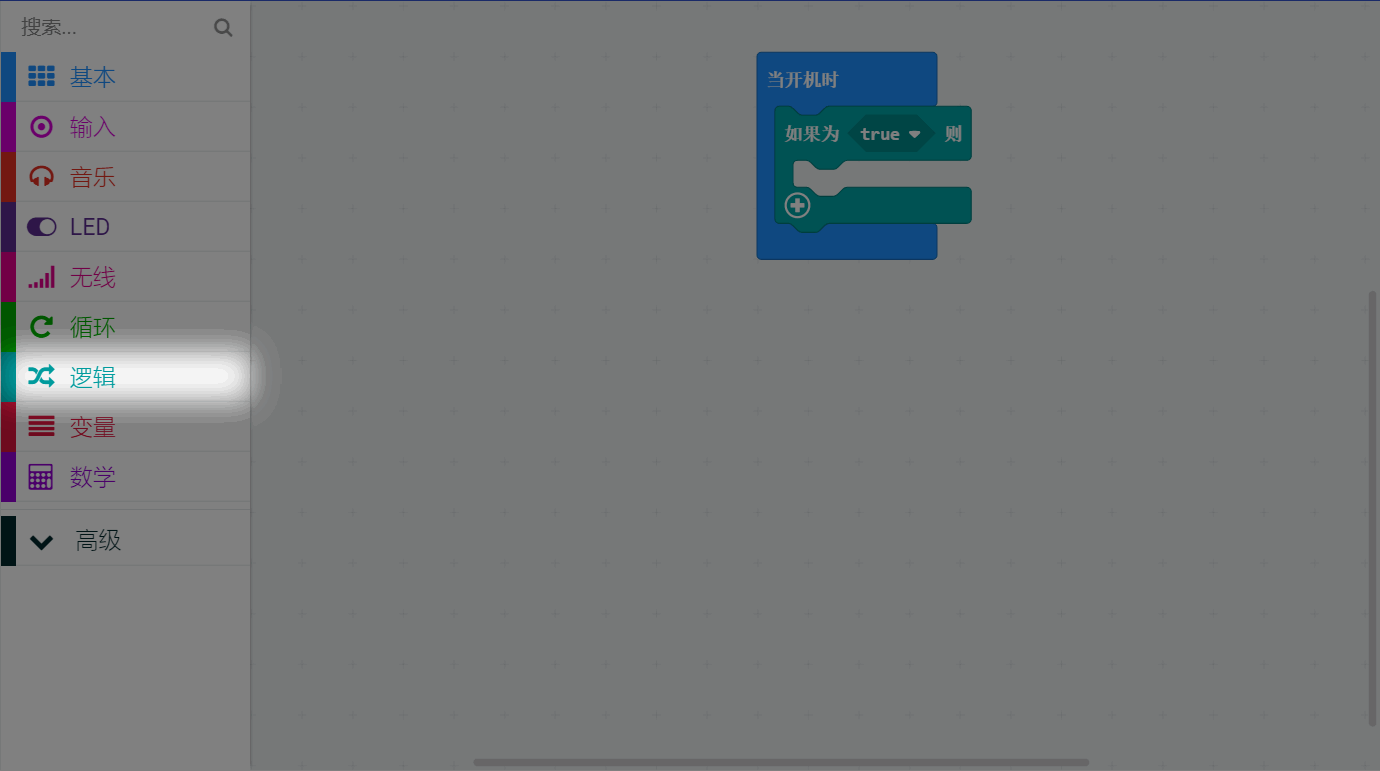 搜索...
基本
输入
音乐
LED
无线
循环
逻辑
变量
数学
高级
当开机时
如果为 true 则